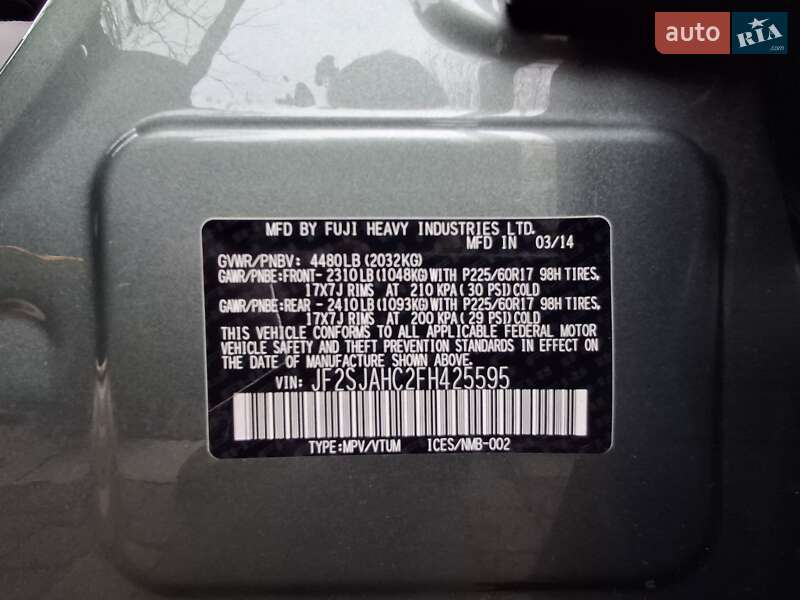 auto RIA
MFD BY FUJI HEAVY INDUSTRIES LTD.
MFD IN 03/14
GVWR/PNBV: 4480LB(2032KG)
GAWR/PNBE:FRONT- 2310LB(1048KG)WITH P225/60R17 98H TIRES,
17X7J RIMS AT 210 KPA(30 PSI)COLD
GAWR/PNBE:REAR - 2410LB(1093KG)WITH P225/60R17 98H TIRES,
17X7J RIMS AT 200 KPA(29 PSI)COLD
THIS VEHICLE CONFORMS TO ALL APPLICABLE FEDERAL MOTOR
VEHICLE SAFETY AND THEFT PREVENTION STANDARDS IN EFFECT
ON THE DATE OF MANUFACTURE SHOWN ABOVE.
VIN: JF2SJAHC2FH425595
TYPE:MPV/VTUM ICES/NMB-002